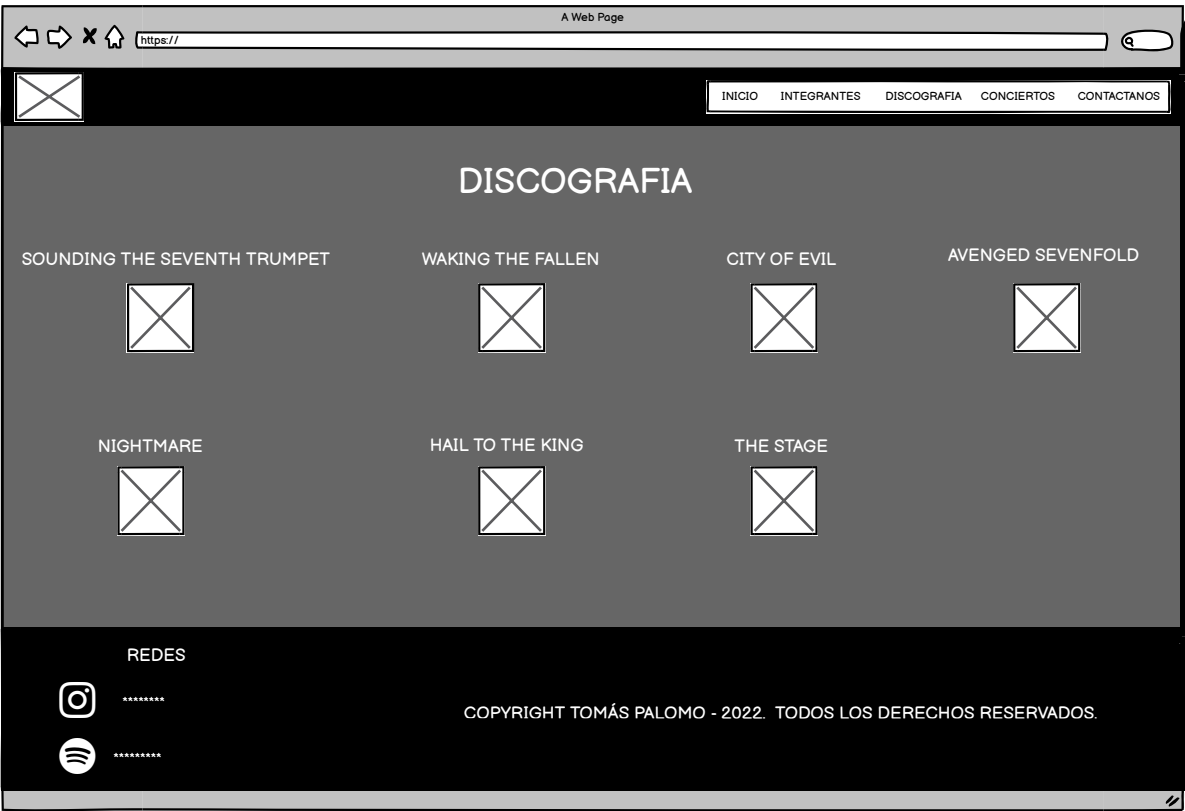 A Web Page
https://
INICIO INTEGRANTES DISCOGRAFIA CONCIERTOS CONTACTANOS
DISCOGRAFIA
SOUNDING THE SEVENTH TRUMPET WAKING THE FALLEN CITY OF EVIL AVENGED SEVENFOLD
NIGHTMARE HAIL TO THE KING THE STAGE
REDES
********
COPYRIGHT TOMÁS PALOMO - 2022. TODOS LOS DERECHOS RESERVADOS.
*********